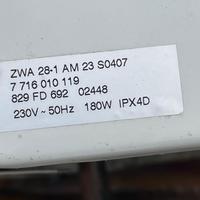 ZWA 28-1 AM 23 S0407
7 716 010 119
829 FD 692 02448
230V ~ 50Hz 180W IPX4D